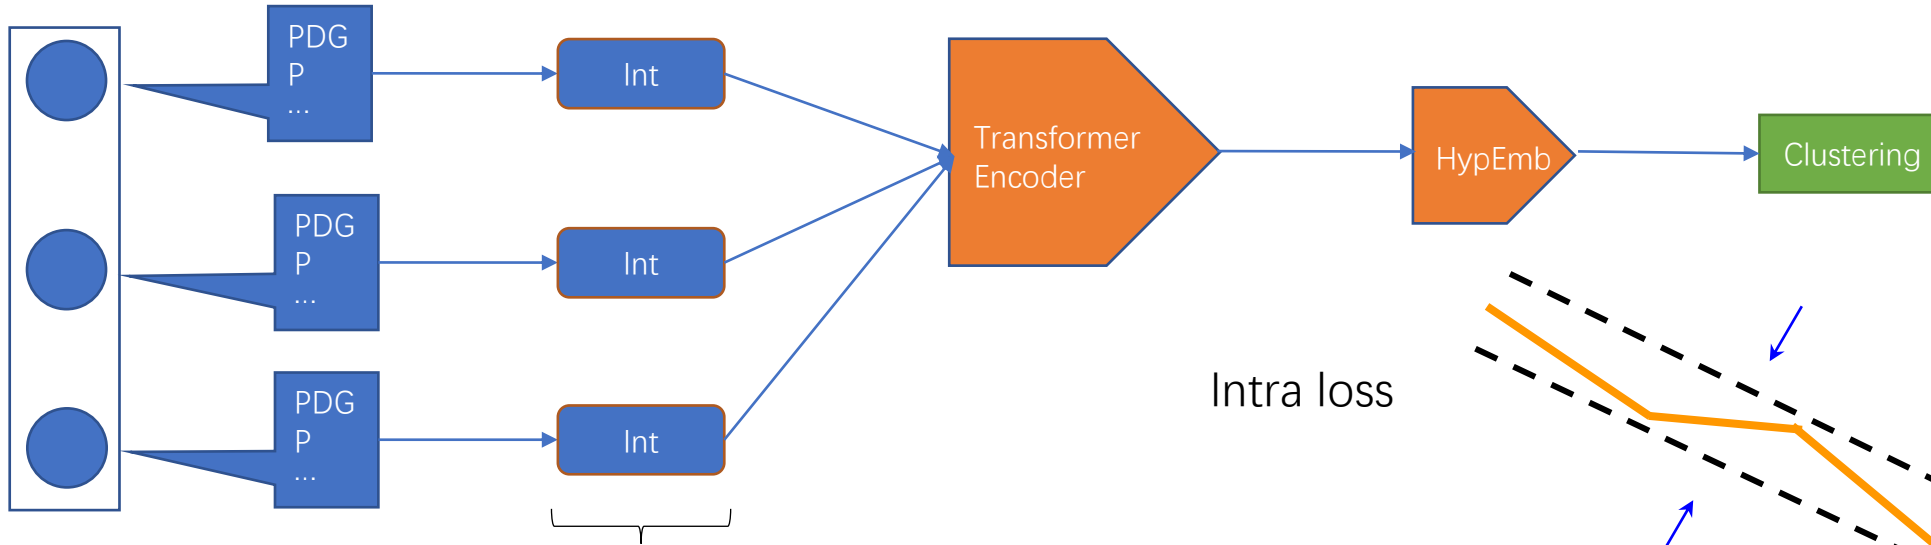 PDG
P
...
Int
PDG
P
...
Int
PDG
P
...
Int
Transformer
Encoder
HypEmb
Clustering
Intra loss